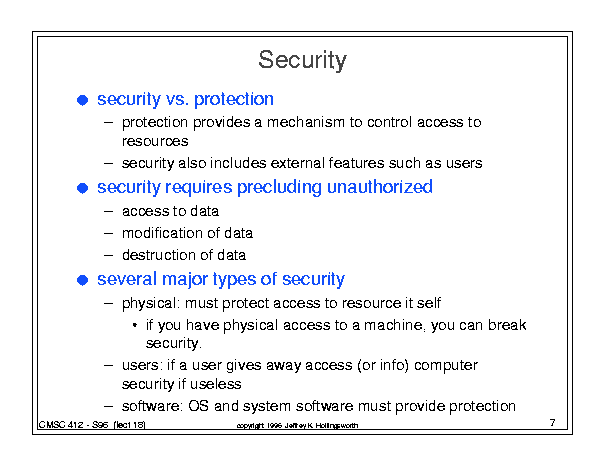 Security
● security vs. protection
– protection provides a mechanism to control access to
resources
– security also includes external features such as users
● security requires precluding unauthorized
– access to data
– modification of data
– destruction of data
● several major types of security
– physical: must protect access to resource it self
• if you have physical access to a machine, you can break
security.
– users: if a user gives away access (or info) computer
security if useless
– software: OS and system software must provide protection
CMSC 412 - S96 (lect 18)
copyright 1996 Jeffrey K. Hollingsworth
7